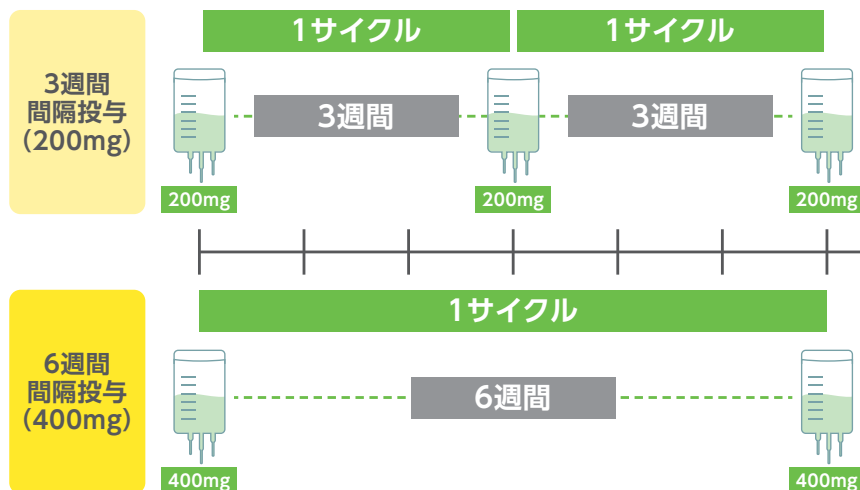 1サイクル
1サイクル
3週間
間隔投与
(200mg)
3週間
3週間
200mg
200mg
200mg
1サイクル
6週間
間隔投与
(400mg)
6週間
400mg
400mg